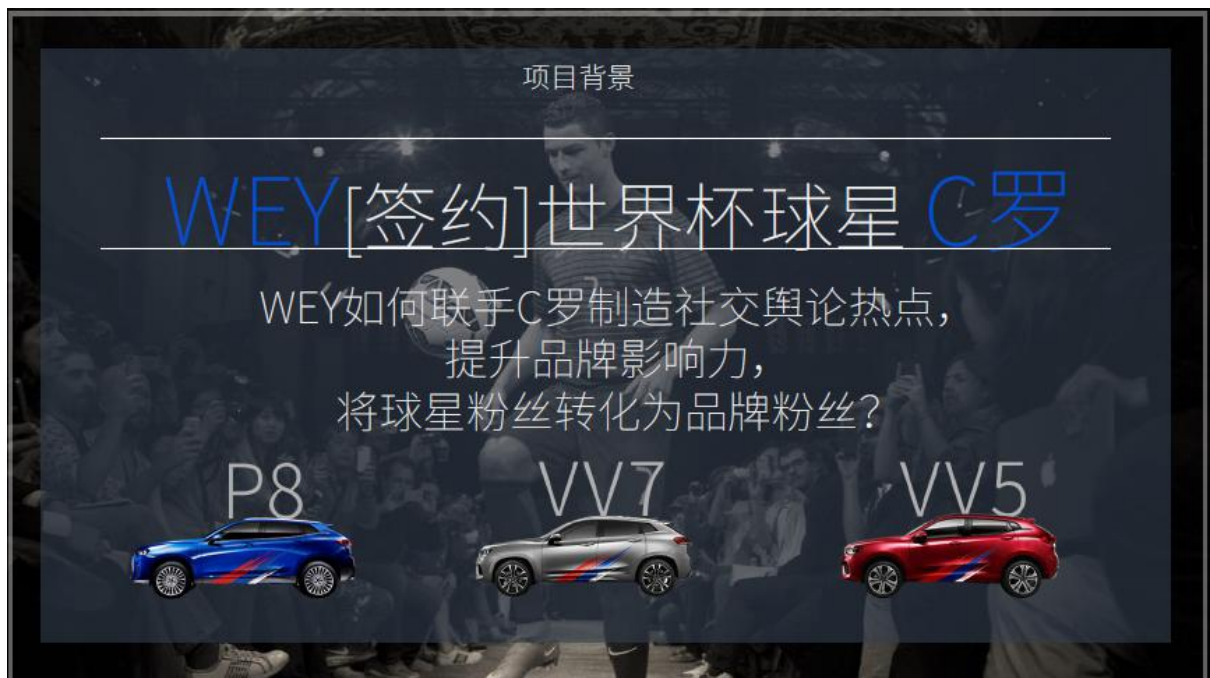 项目背景
WEY[签约]世界杯球星 C罗
WEY如何联手C罗制造社交舆论热点，
提升品牌影响力，
将球星粉丝转化为品牌粉丝？
P8 VV7 VV5